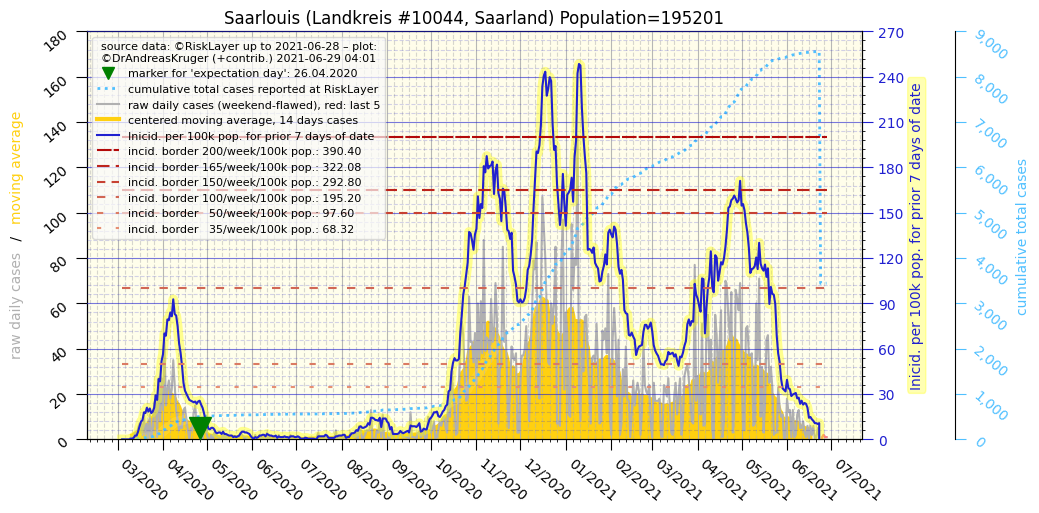 Saarlouis (Landkreis #10044, Saarland) Population=195201
source data: ©RiskLayer up to 2021-06-28 – plot:
©DrAndreasKruger (+contrib.) 2021-06-29 04:01
marker for 'expectation day': 26.04.2020
cumulative total cases reported at RiskLayer
raw daily cases (weekend-flawed), red: last 5
centered moving average, 14 days cases
Inicid. per 100k pop. for prior 7 days of date
incid. border 200/week/100k pop.: 390.40
incid. border 165/week/100k pop.: 322.08
incid. border 150/week/100k pop.: 292.80
incid. border 100/week/100k pop.: 195.20
incid. border   50/week/100k pop.: 97.60
incid. border   35/week/100k pop.: 68.32
raw daily cases   /   moving average
180
160
140
120
100
80
60
40
20
0
270
240
210
180
150
120
90
60
30
0
Inicid. per 100k pop. for prior 7 days of date
9,000
8,000
7,000
6,000
5,000
4,000
3,000
2,000
1,000
0
cumulative total cases
03/2020
04/2020
05/2020
06/2020
07/2020
08/2020
09/2020
10/2020
11/2020
12/2020
01/2021
02/2021
03/2021
04/2021
05/2021
06/2021
07/2021